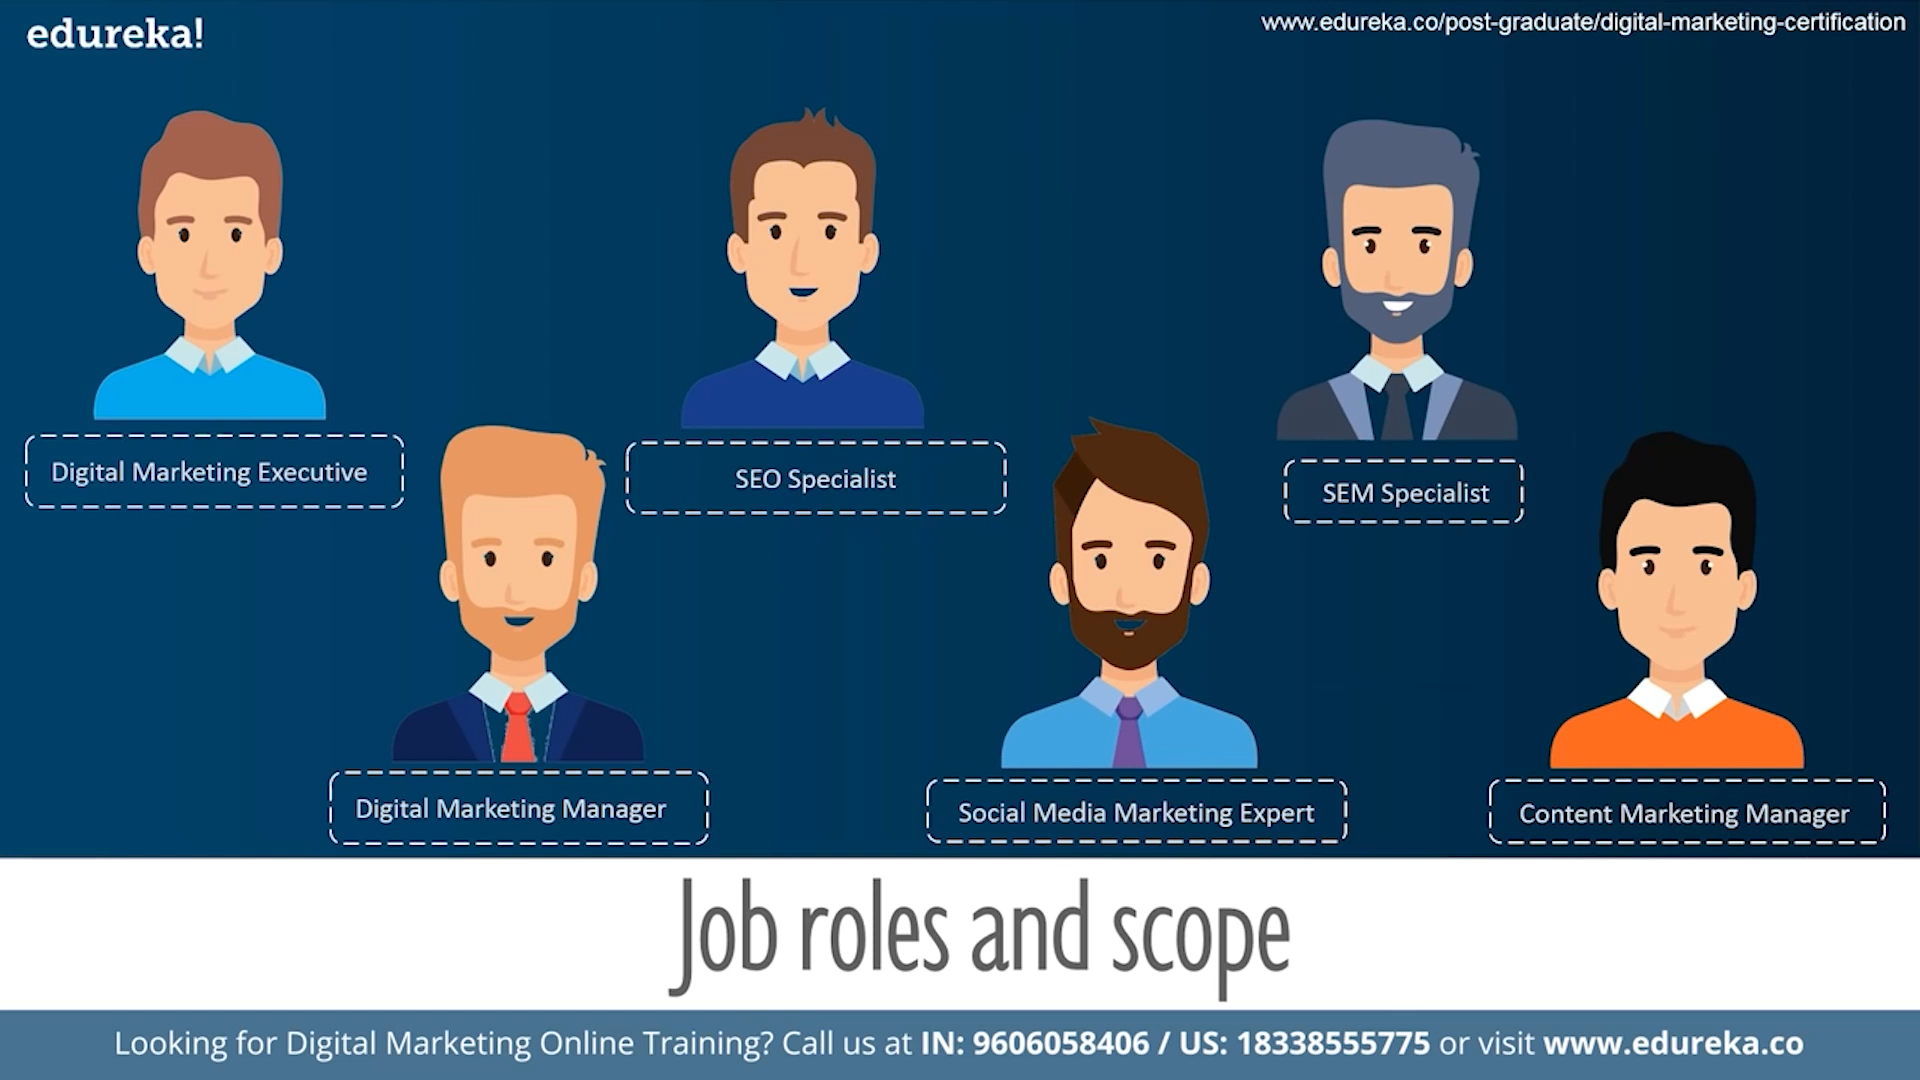 edureka!
www.edureka.co/post-graduate/digital-marketing-certification
Digital Marketing Executive
SEO Specialist
SEM Specialist
Digital Marketing Manager
Social Media Marketing Expert
Content Marketing Manager
Job roles and scope
Looking for Digital Marketing Online Training? Call us at IN: 9606058406 / US: 18338555775 or visit www.edureka.co